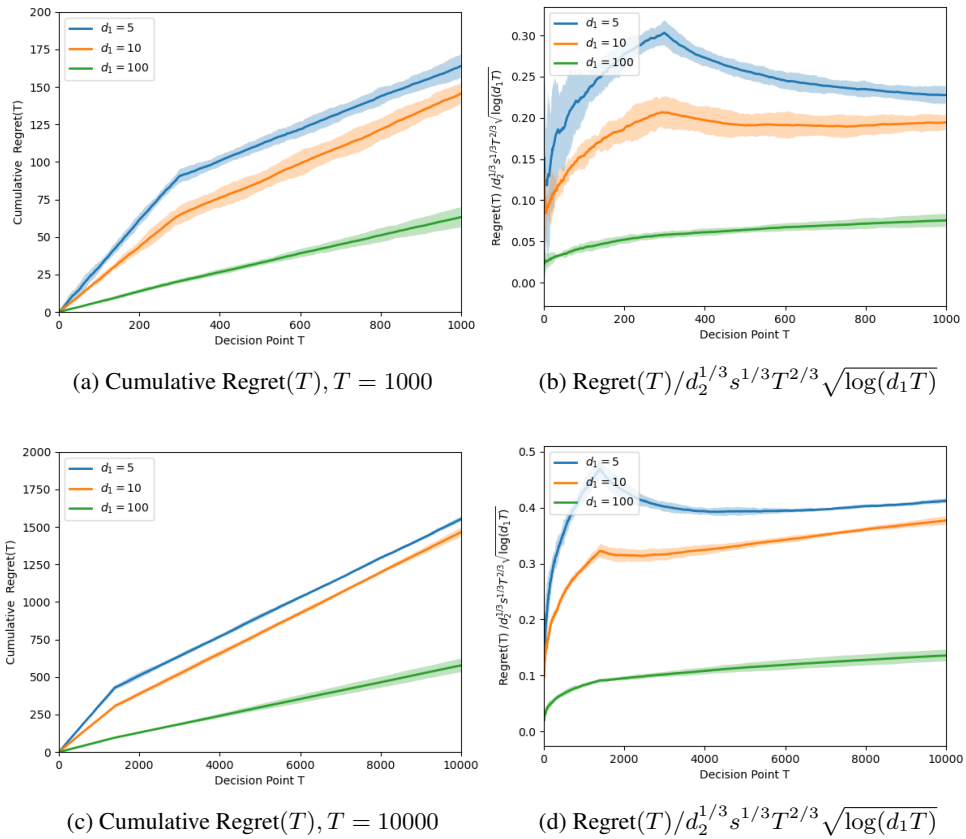 200
175
150
125
100
75
50
25
0
Cumulative Regret(T)
d₁ = 5
d₁ = 10
d₁ = 100
0 200 400 600 800 1000
Decision Point T
(a) Cumulative Regret(T), T = 1000
0.30
0.25
0.20
0.15
0.10
0.05
0.00
Regret(T) /d₂^{1/3}s^{1/3}T^{2/3}√log(d₁T)
d₁ = 5
d₁ = 10
d₁ = 100
0 200 400 600 800 1000
Decision Point T
(b) Regret(T)/d₂^{1/3}s^{1/3}T^{2/3}√log(d₁T)
2000
1750
1500
1250
1000
750
500
250
0
Cumulative Regret(T)
d₁ = 5
d₁ = 10
d₁ = 100
0 2000 4000 6000 8000 10000
Decision Point T
(c) Cumulative Regret(T), T = 10000
0.5
0.4
0.3
0.2
0.1
0.0
Regret(T) /d₂^{1/3}s^{1/3}T^{2/3}√log(d₁T)
d₁ = 5
d₁ = 10
d₁ = 100
0 2000 4000 6000 8000 10000
Decision Point T
(d) Regret(T)/d₂^{1/3}s^{1/3}T^{2/3}√log(d₁T)